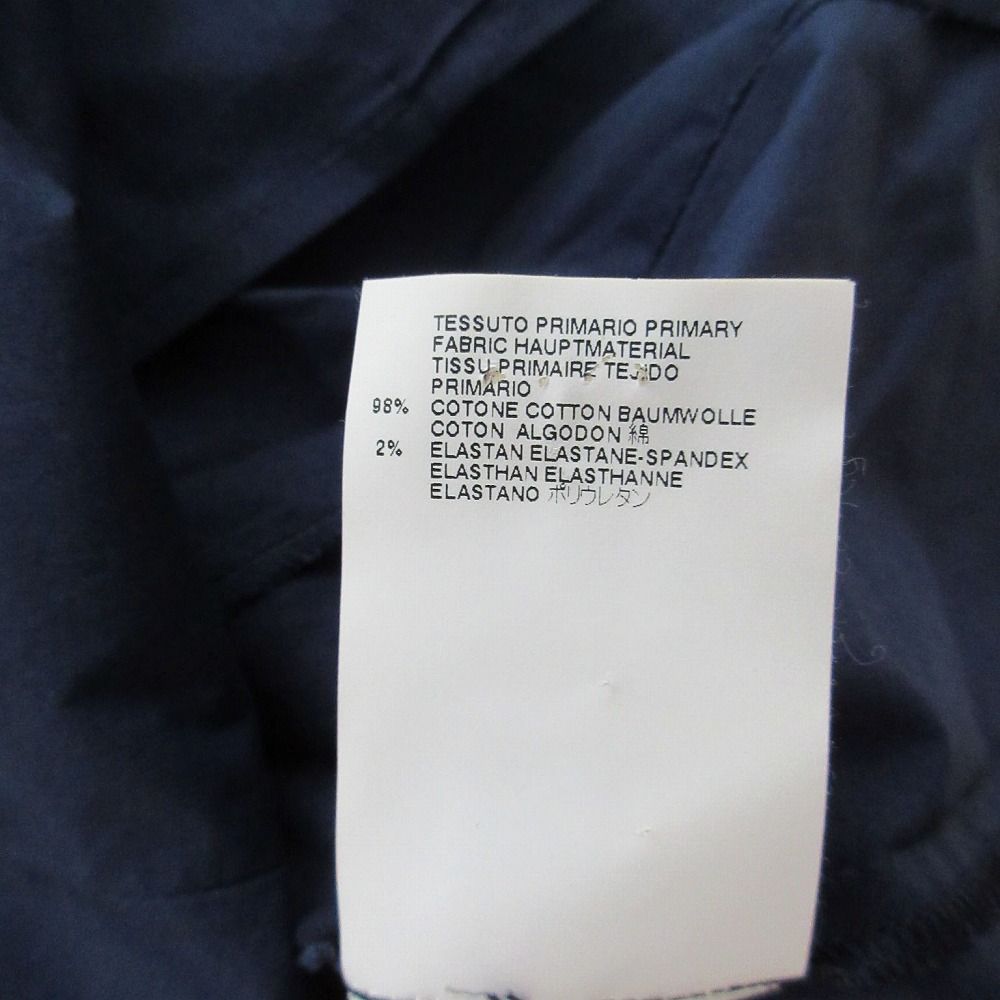 TESSUTO PRIMARIO PRIMARY
FABRIC HAUPTMATERIAL
TISSU PRIMAIRE TEJIDO
PRIMARIO
98% COTONE COTTON BAUMWOLLE
COTON ALGODON 綿
2% ELASTAN ELASTANE-SPANDEX
ELASTHAN ELASTHANNE
ELASTANO ポリウレタン